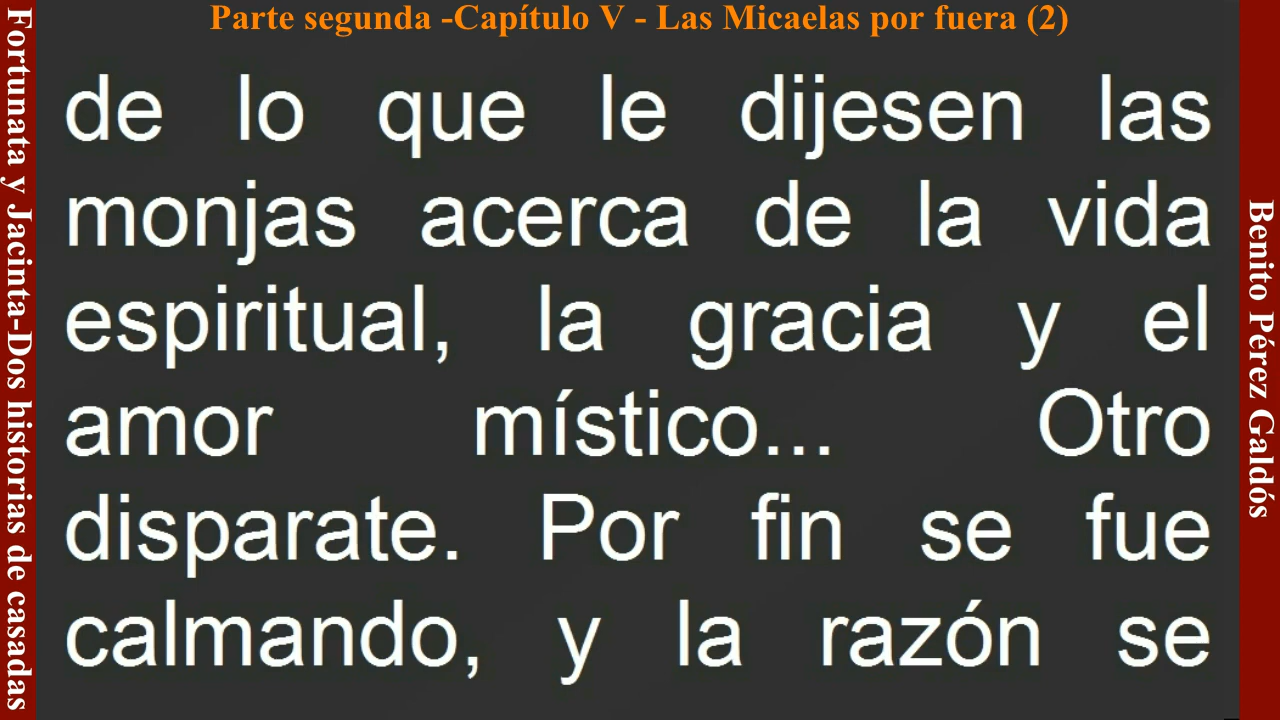 Parte segunda -Capítulo V - Las Micaelas por fuera (2)
Fortunata y Jacinta-Dos historias de casadas
de lo que le dijesen las
monjas acerca de la vida
espiritual, la gracia y el
amor místico... Otro
disparate. Por fin se fue
calmando, y la razón se
Benito Pérez Galdós